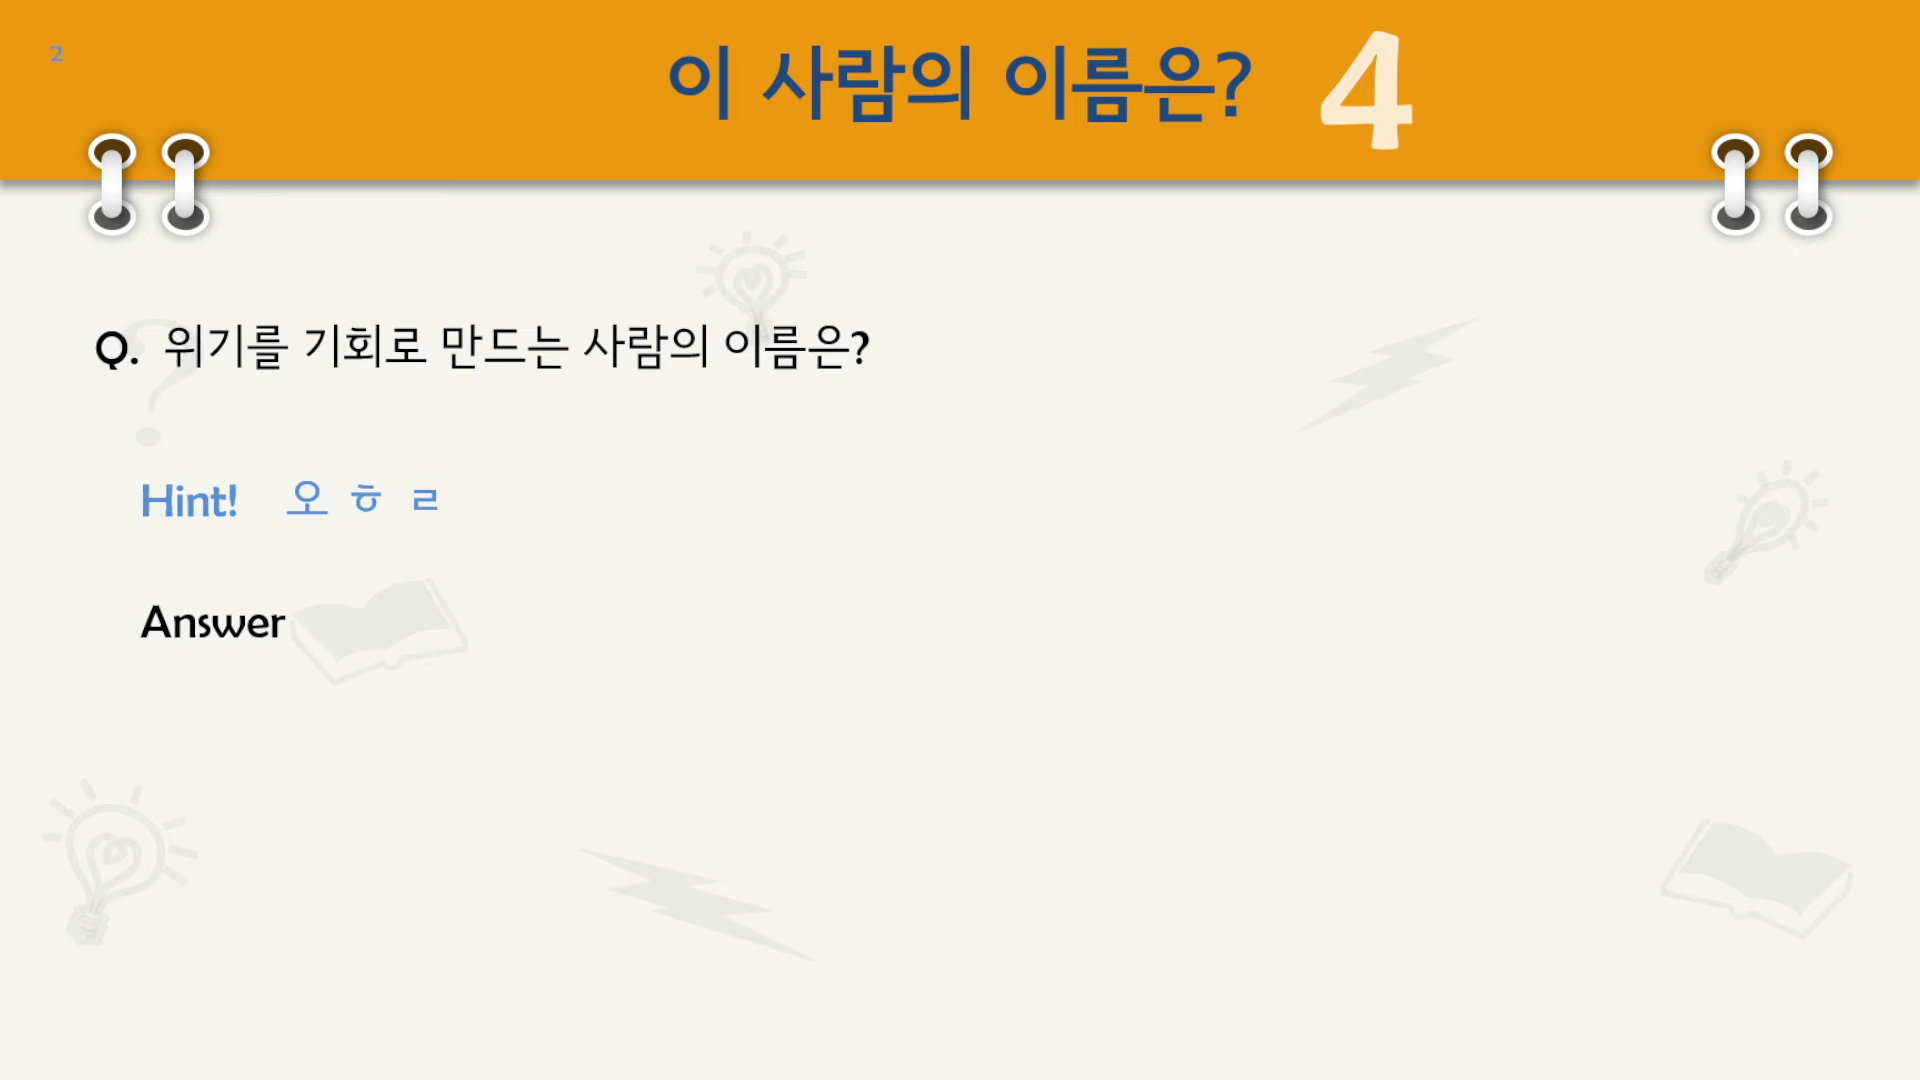 2
이 사람의 이름은? 4
Q. 위기를 기회로 만드는 사람의 이름은?
Hint! 오 ㅎ ㄹ
Answer